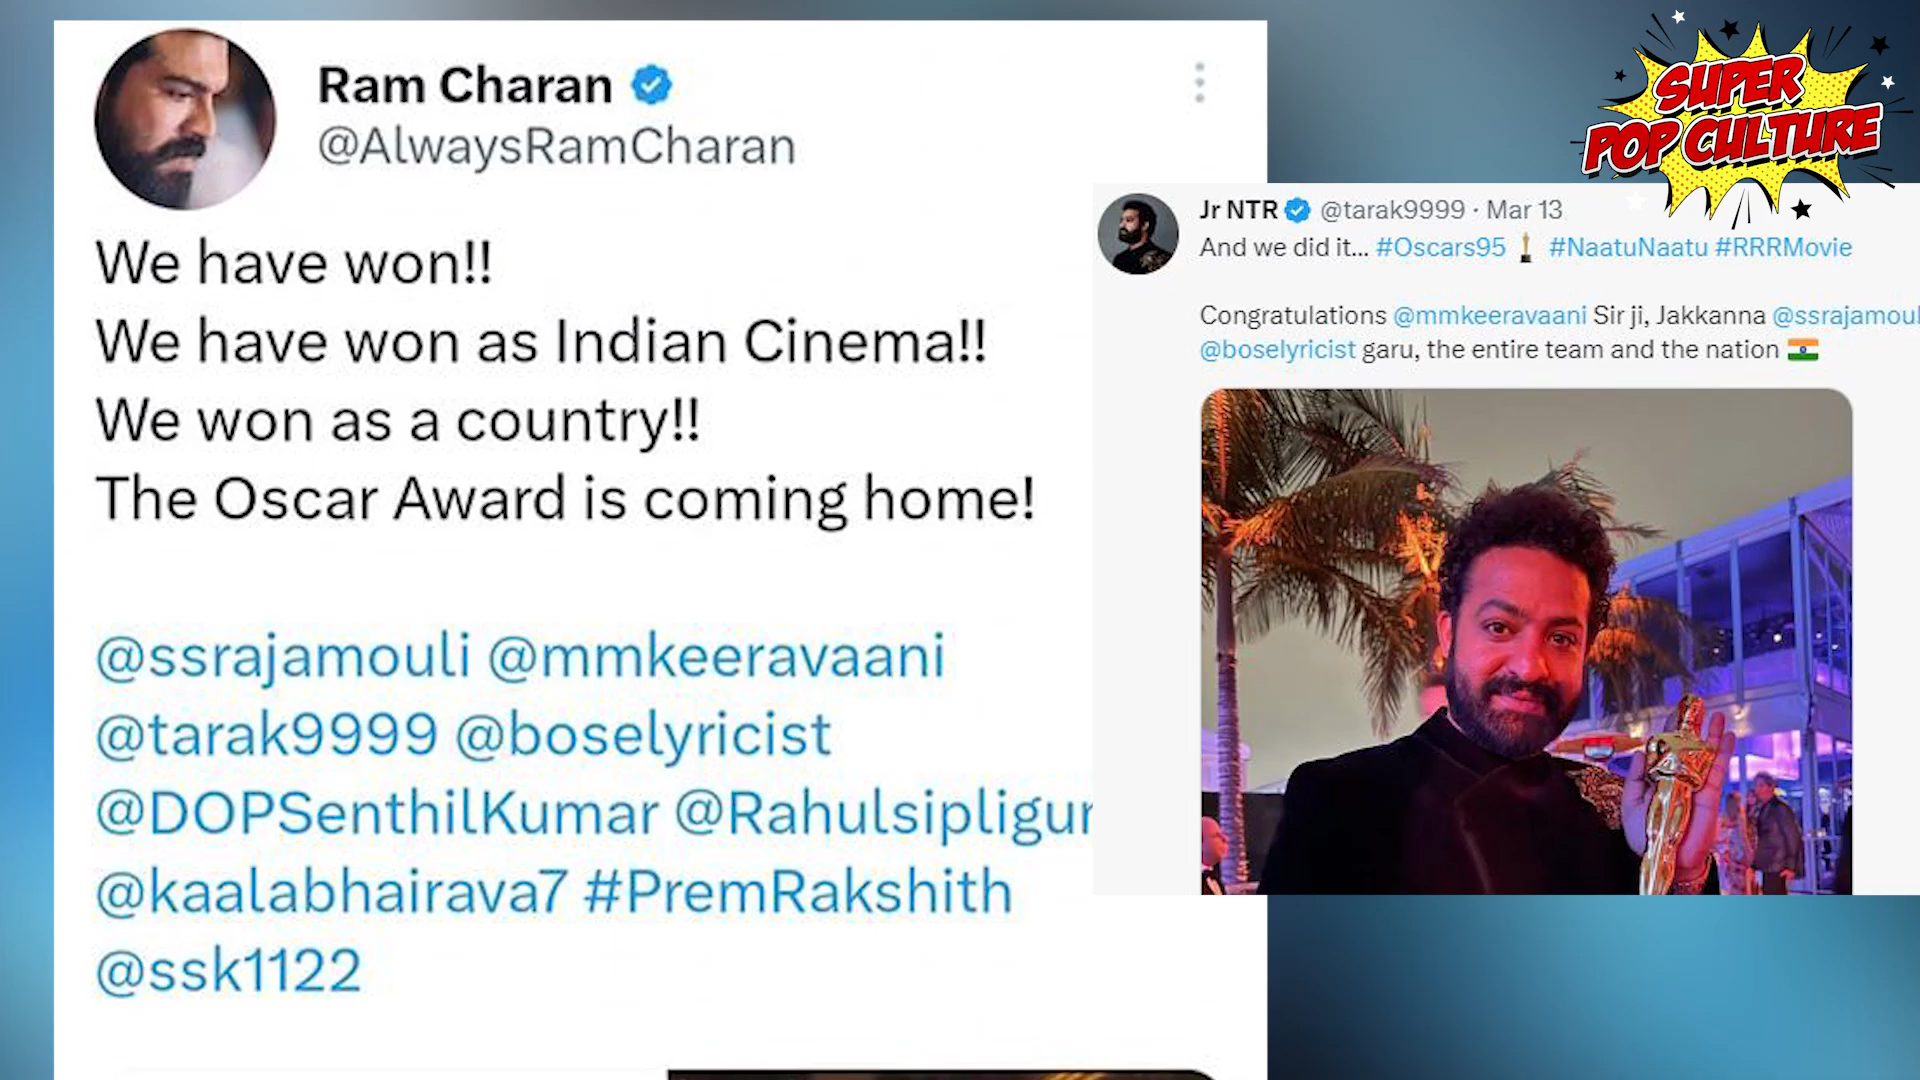 Ram Charan
@AlwaysRamCharan
We have won!!
We have won as Indian Cinema!!
We won as a country!!
The Oscar Award is coming home!
@ssrajamouli @mmkeeravaani
@tarak9999 @boselyricist
@DOPSenthilKumar @Rahulsipligun
@kaalabhairava7 #PremRakshith
@ssk1122
SUPER
POP CULTURE
Jr NTR @tarak9999 · Mar 13
And we did it... #Oscars95 #NaatuNaatu #RRRMovie
Congratulations @mmkeeravaani Sir ji, Jakkanna @ssrajamoul
@boselyricist garu, the entire team and the nation